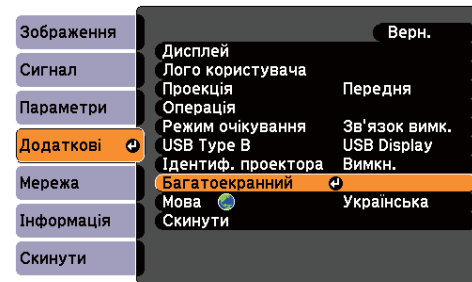 Зображення
Сигнал
Параметри
Додаткові
Мережа
Інформація
Скинути
Верн.
Дисплей
Лого користувача
Проекція Передня
Операція
Режим очікування Зв'язок вимк.
USB Type B USB Display
Ідентиф. проектора Вимкн.
Багатоекранний
Мова Українська
Скинути